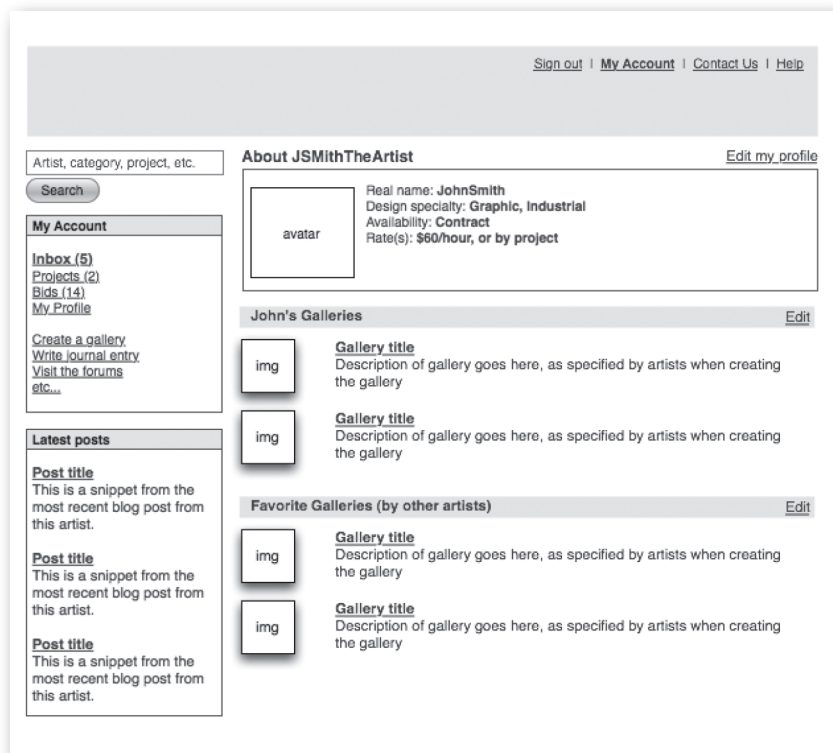 Sign out | My Account | Contact Us | Help
Artist, category, project, etc.
Search
My Account
Inbox (5)
Projects (2)
Bids (14)
My Profile
Create a gallery
Write journal entry
Visit the forums
etc...
Latest posts
Post title
This is a snippet from the
most recent blog post from
this artist.
Post title
This is a snippet from the
most recent blog post from
this artist.
Post title
This is a snippet from the
most recent blog post from
this artist.
About JSMithTheArtist
Edit my profile
avatar
Real name: JohnSmith
Design specialty: Graphic, Industrial
Availability: Contract
Rate(s): $60/hour, or by project
John's Galleries
Edit
img
Gallery title
Description of gallery goes here, as specified by artists when creating
the gallery
img
Gallery title
Description of gallery goes here, as specified by artists when creating
the gallery
Favorite Galleries (by other artists)
Edit
img
Gallery title
Description of gallery goes here, as specified by artists when creating
the gallery
img
Gallery title
Description of gallery goes here, as specified by artists when creating
the gallery